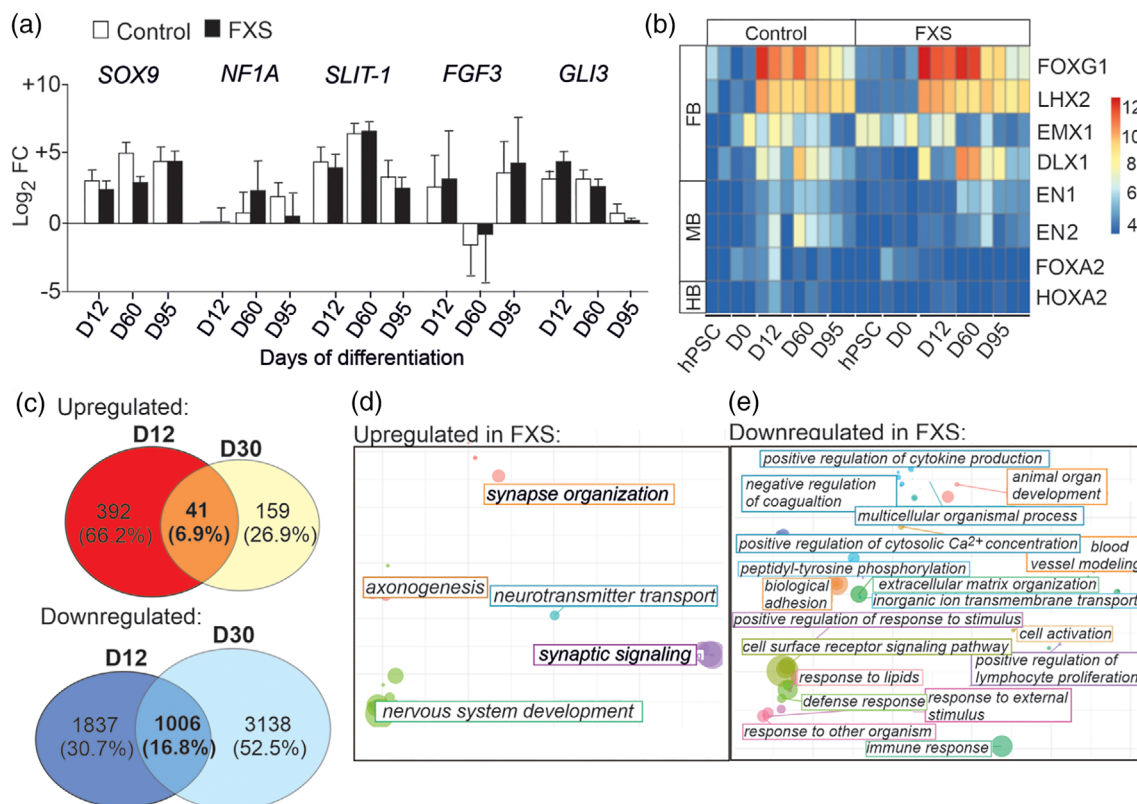 (a)
Control FXS
SOX9 NF1A SLIT-1 FGF3 GLI3
+10
+5
0
-5
Log2 FC
D12 D60 D95 D12 D60 D95 D12 D60 D95 D12 D60 D95 D12 D60 D95
Days of differentiation
(b)
Control FXS
FB
MB
HB
FOXG1
LHX2
EMX1
DLX1
EN1
EN2
FOXA2
HOXA2
12
10
8
6
4
hPSC D0 D12 D60 D95 hPSC D0 D12 D60 D95
(c)
Upregulated:
D12 D30
392 41 159
(66.2%) (6.9%) (26.9%)
Downregulated:
D12 D30
1837 1006 3138
(30.7%) (16.8%) (52.5%)
(d)
Upregulated in FXS:
synapse organization
axonogenesis
neurotransmitter transport
synaptic signaling
nervous system development
(e)
Downregulated in FXS:
positive regulation of cytokine production
negative regulation
of coagualtion
animal organ
development
multicellular organismal process
positive regulation of cytosolic Ca2+ concentration
blood
vessel modeling
peptidyl-tyrosine phosphorylation
biological
adhesion
extracellular matrix organization
inorganic ion transmembrane transport
positive regulation of response to stimulus
cell activation
cell surface receptor signaling pathway
positive regulation of
lymphocyte proliferation
response to lipids
defense response
response to external
stimulus
response to other organism
immune response